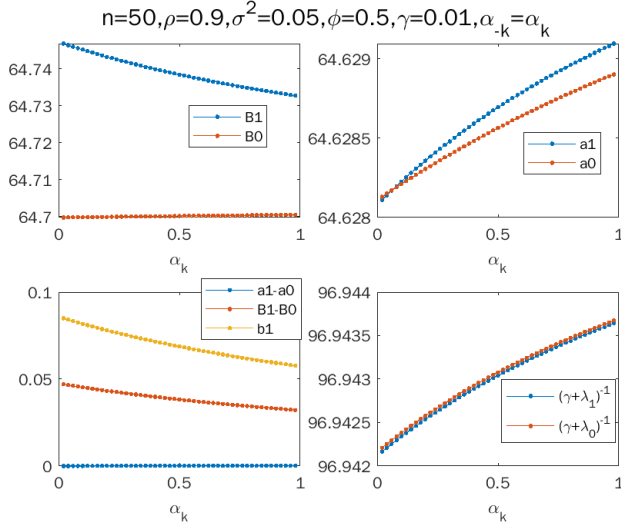 n=50,ρ=0.9,σ²=0.05,ϕ=0.5,γ=0.01,α₋ₖ=αₖ
64.74
64.73
64.72
64.71
64.7
B1
B0
0
0.5
1
αₖ
64.629
64.6285
64.628
a1
a0
0
0.5
1
αₖ
0.1
0.05
0
a1-a0
B1-B0
b1
0
0.5
1
αₖ
96.944
96.9435
96.943
96.9425
96.942
(γ+λ₁)⁻¹
(γ+λ₀)⁻¹
0
0.5
1
αₖ